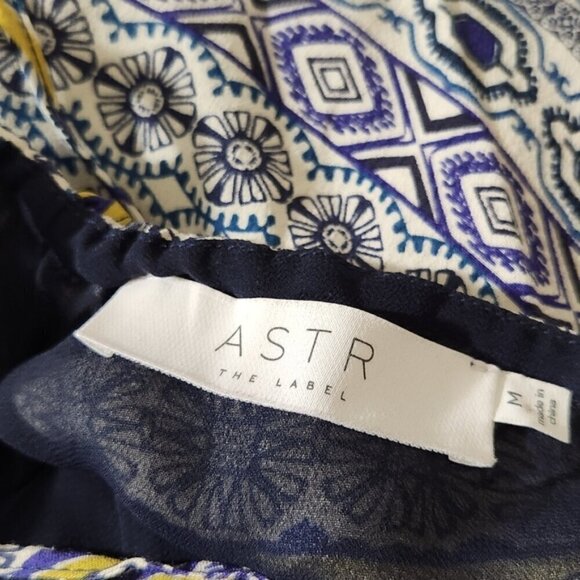 ASTR
THE LABEL
M
made in
china